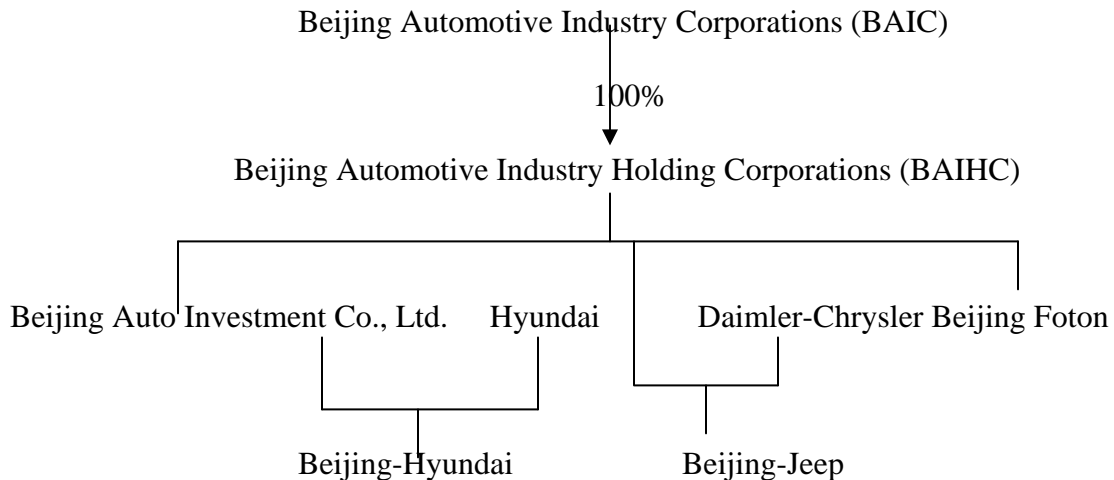 Beijing Automotive Industry Corporations (BAIC)
100%
Beijing Automotive Industry Holding Corporations (BAIHC)
Beijing Auto Investment Co., Ltd. Hyundai Daimler-Chrysler Beijing Foton
Beijing-Hyundai Beijing-Jeep